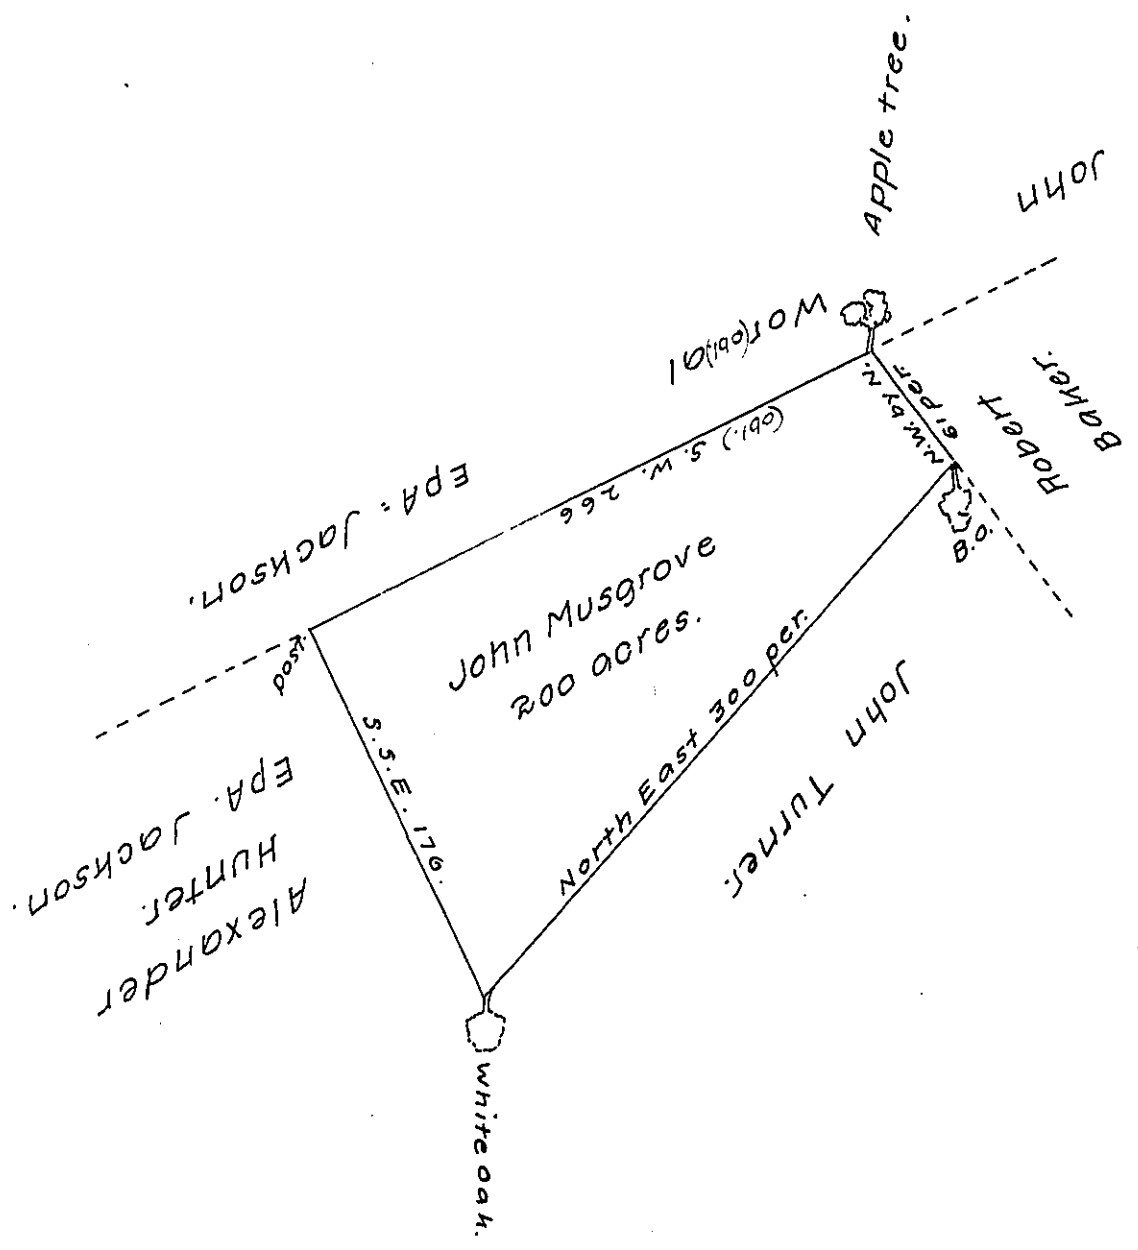 Apple tree.
John
Wor(obl)al
N.W. by N.
61 per
Robert
Baker.
(obl.) S. W. 266
EpA = Jackson.
B.O.
John Musgrove
200 acres.
post
S.S.E. 176.
North East 300 per.
John
Turner.
EpA. Jackson.
Alexander
Hunter.
White oak.